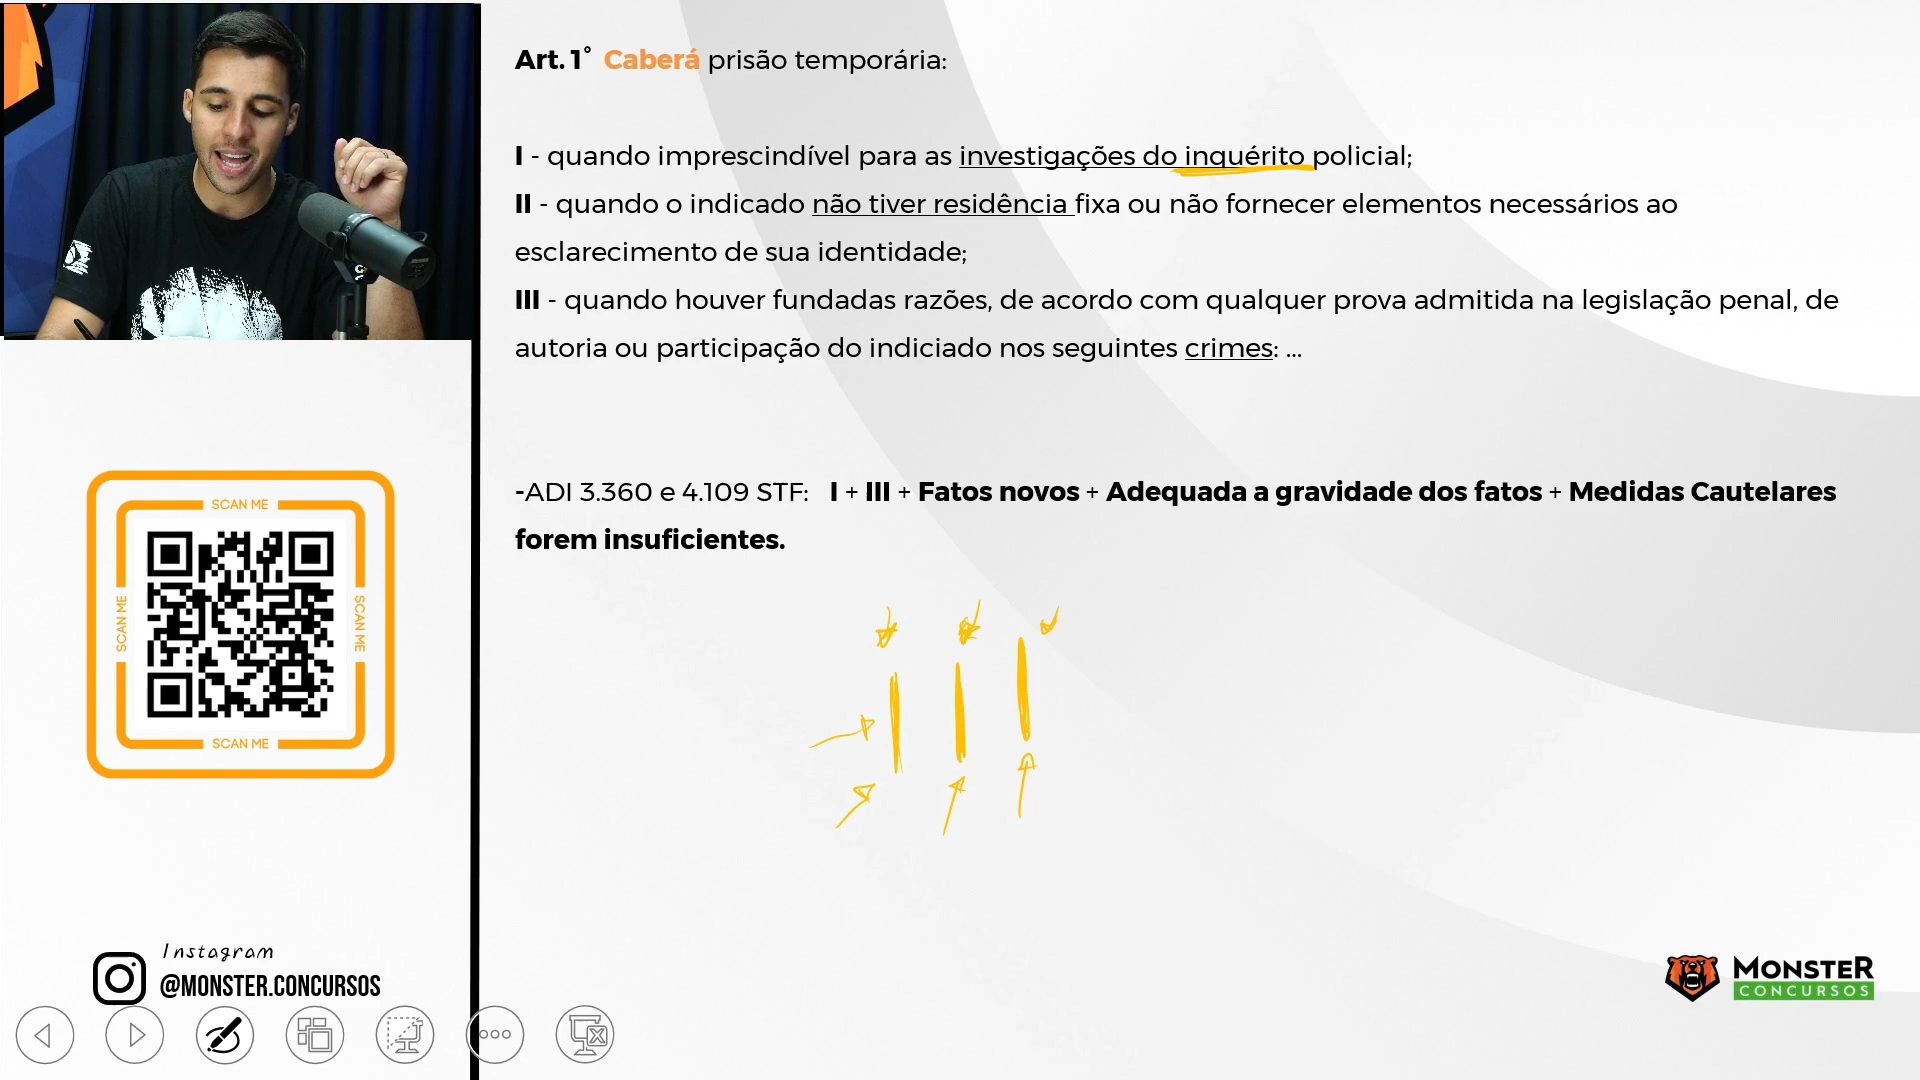 Art. 1° Caberá prisão temporária:
I - quando imprescindível para as investigações do inquérito policial;
II - quando o indicado não tiver residência fixa ou não fornecer elementos necessários ao
esclarecimento de sua identidade;
III - quando houver fundadas razões, de acordo com qualquer prova admitida na legislação penal, de
autoria ou participação do indiciado nos seguintes crimes: ...
-ADI 3.360 e 4.109 STF: I + III + Fatos novos + Adequada a gravidade dos fatos + Medidas Cautelares
forem insuficientes.
SCAN ME
SCAN ME
SCAN ME
SCAN ME
Instagram
@MONSTER.CONCURSOS
MONSTER
CONCURSOS